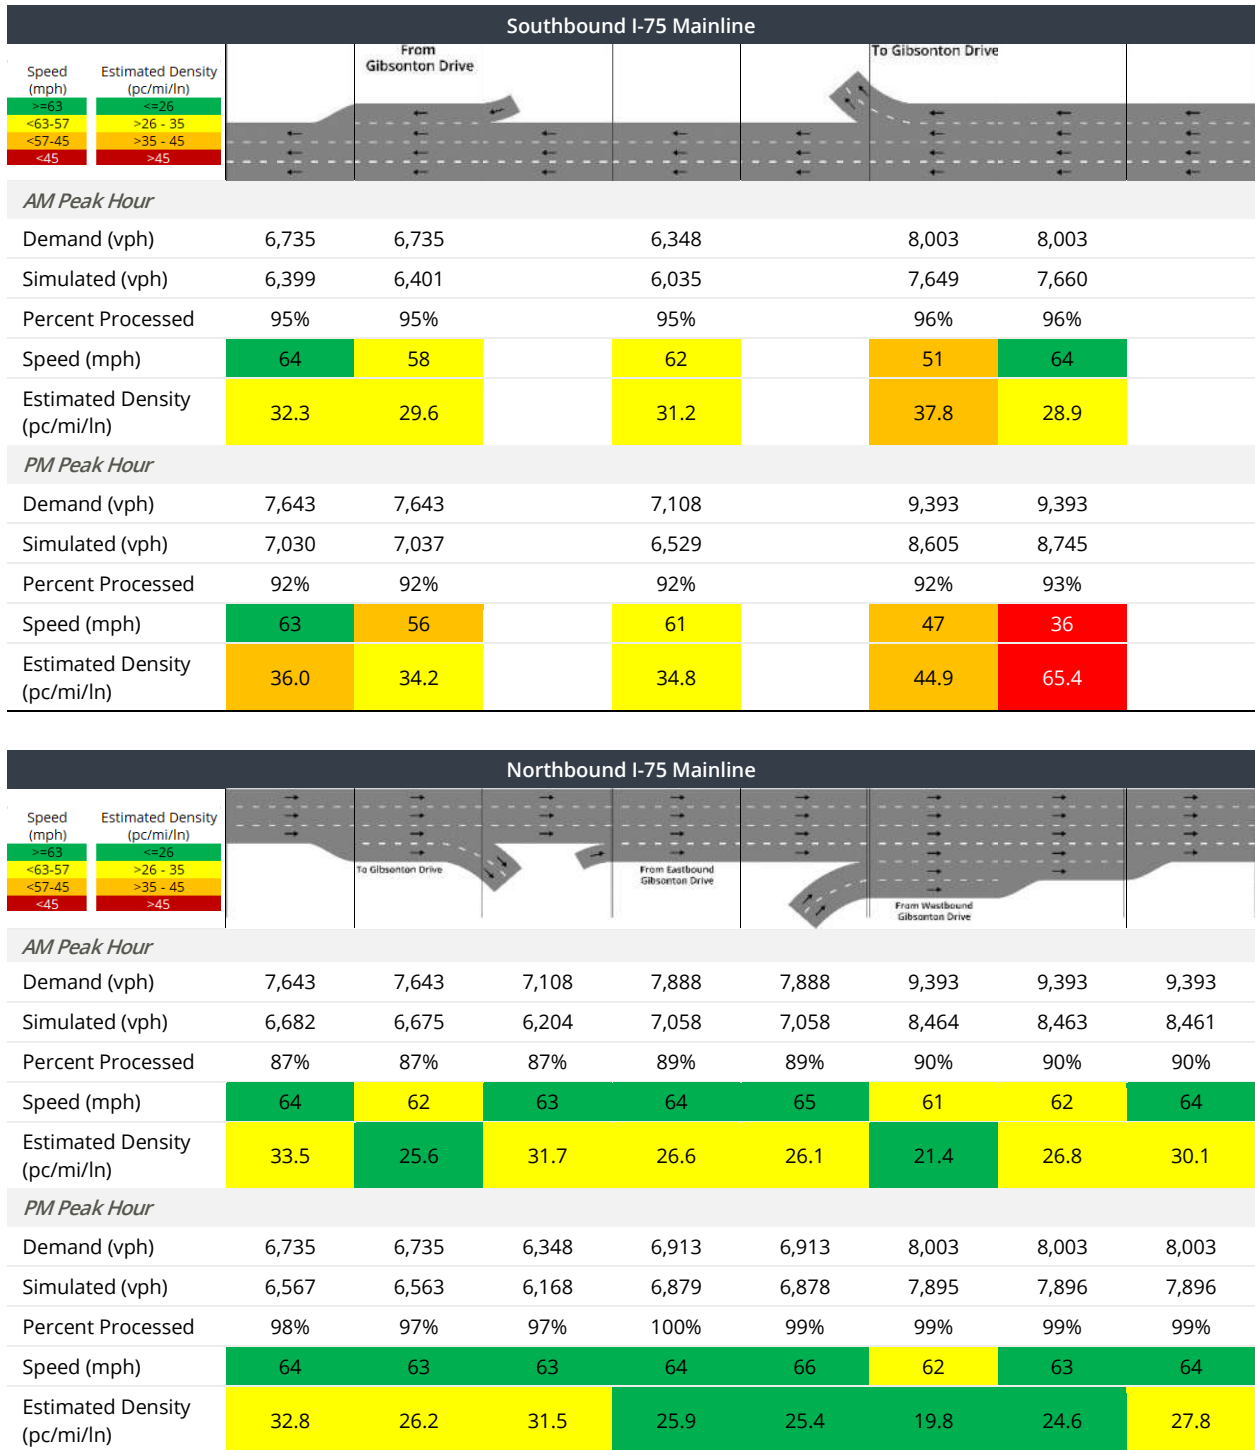 Southbound I-75 Mainline
Speed (mph) Estimated Density (pc/mi/ln)
>=63 <=26
<63-57 >26 - 35
<57-45 >35 - 45
<45 >45
From Gibsonton Drive
To Gibsonton Drive
AM Peak Hour
Demand (vph) 6,735 6,735 6,348 8,003 8,003
Simulated (vph) 6,399 6,401 6,035 7,649 7,660
Percent Processed 95% 95% 95% 96% 96%
Speed (mph) 64 58 62 51 64
Estimated Density (pc/mi/ln) 32.3 29.6 31.2 37.8 28.9
PM Peak Hour
Demand (vph) 7,643 7,643 7,108 9,393 9,393
Simulated (vph) 7,030 7,037 6,529 8,605 8,745
Percent Processed 92% 92% 92% 92% 93%
Speed (mph) 63 56 61 47 36
Estimated Density (pc/mi/ln) 36.0 34.2 34.8 44.9 65.4
Northbound I-75 Mainline
Speed (mph) Estimated Density (pc/mi/ln)
>=63 <=26
<63-57 >26 - 35
<57-45 >35 - 45
<45 >45
To Gibsonton Drive
From Eastbound Gibsonton Drive
From Westbound Gibsonton Drive
AM Peak Hour
Demand (vph) 7,643 7,643 7,108 7,888 7,888 9,393 9,393 9,393
Simulated (vph) 6,682 6,675 6,204 7,058 7,058 8,464 8,463 8,461
Percent Processed 87% 87% 87% 89% 89% 90% 90% 90%
Speed (mph) 64 62 63 64 65 61 62 64
Estimated Density (pc/mi/ln) 33.5 25.6 31.7 26.6 26.1 21.4 26.8 30.1
PM Peak Hour
Demand (vph) 6,735 6,735 6,348 6,913 6,913 8,003 8,003 8,003
Simulated (vph) 6,567 6,563 6,168 6,879 6,878 7,895 7,896 7,896
Percent Processed 98% 97% 97% 100% 99% 99% 99% 99%
Speed (mph) 64 63 63 64 66 62 63 64
Estimated Density (pc/mi/ln) 32.8 26.2 31.5 25.9 25.4 19.8 24.6 27.8